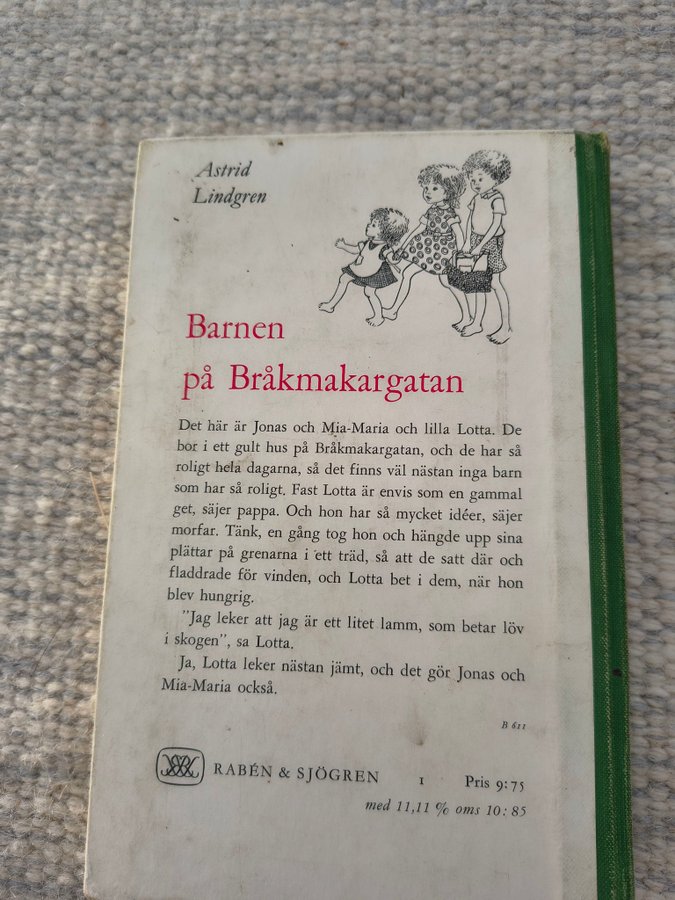 Astrid
Lindgren
Barnen
på Bråkmakargatan
Det här är Jonas och Mia-Maria och lilla Lotta. De
bor i ett gult hus på Bråkmakargatan, och de har så
roligt hela dagarna, så det finns väl nästan inga barn
som har så roligt. Fast Lotta är envis som en gammal
get, säjer pappa. Och hon har så mycket idéer, säjer
morfar. Tänk, en gång tog hon och hängde upp sina
plättar på grenarna i ett träd, så att de satt där och
fladdrade för vinden, och Lotta bet i dem, när hon
blev hungrig.
"Jag leker att jag är ett litet lamm, som betar löv
i skogen", sa Lotta.
Ja, Lotta leker nästan jämt, och det gör Jonas och
Mia-Maria också.
B 611
RABÉN & SJÖGREN 1 Pris 9:75
med 11,11 % oms 10:85